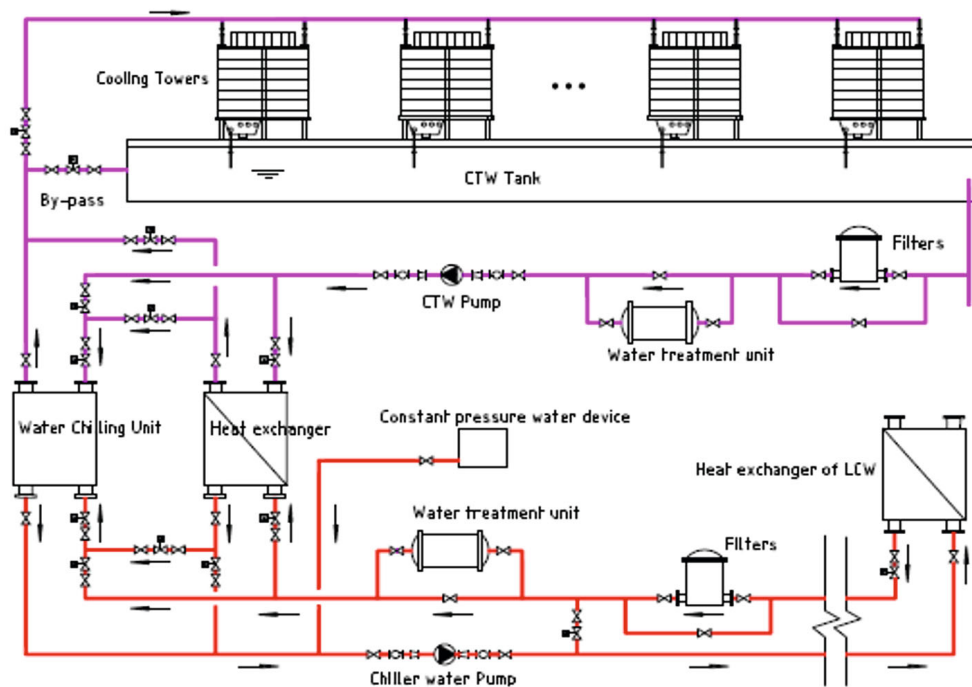 Cooling Towers
CTW Tank
By-pass
Filters
CTW Pump
Water treatment unit
Water Chilling Unit
Heat exchanger
Constant pressure water device
Heat exchanger of LCW
Water treatment unit
Filters
Chiller water Pump